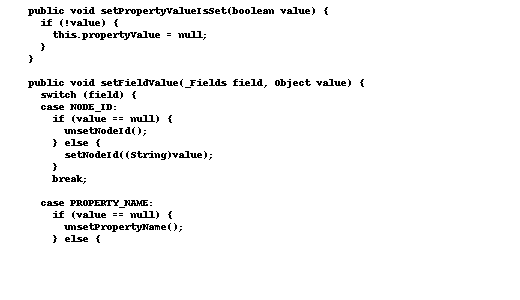 public void setPropertyValueIsSet(boolean value) {
if (!value) {
this.propertyValue = null;
}
}
public void setFieldValue(_Fields field, Object value) {
switch (field) {
case NODE_ID:
if (value == null) {
unsetNodeId();
} else {
setNodeId((String)value);
}
break;
case PROPERTY_NAME:
if (value == null) {
unsetPropertyName();
} else {